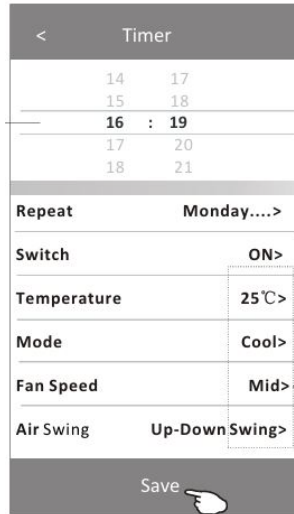 < Timer
14 17
15 18
16 : 19
17 20
18 21
Repeat Monday....>
Switch ON>
Temperature 25℃>
Mode Cool>
Fan Speed Mid>
Air Swing Up-Down Swing>
Save